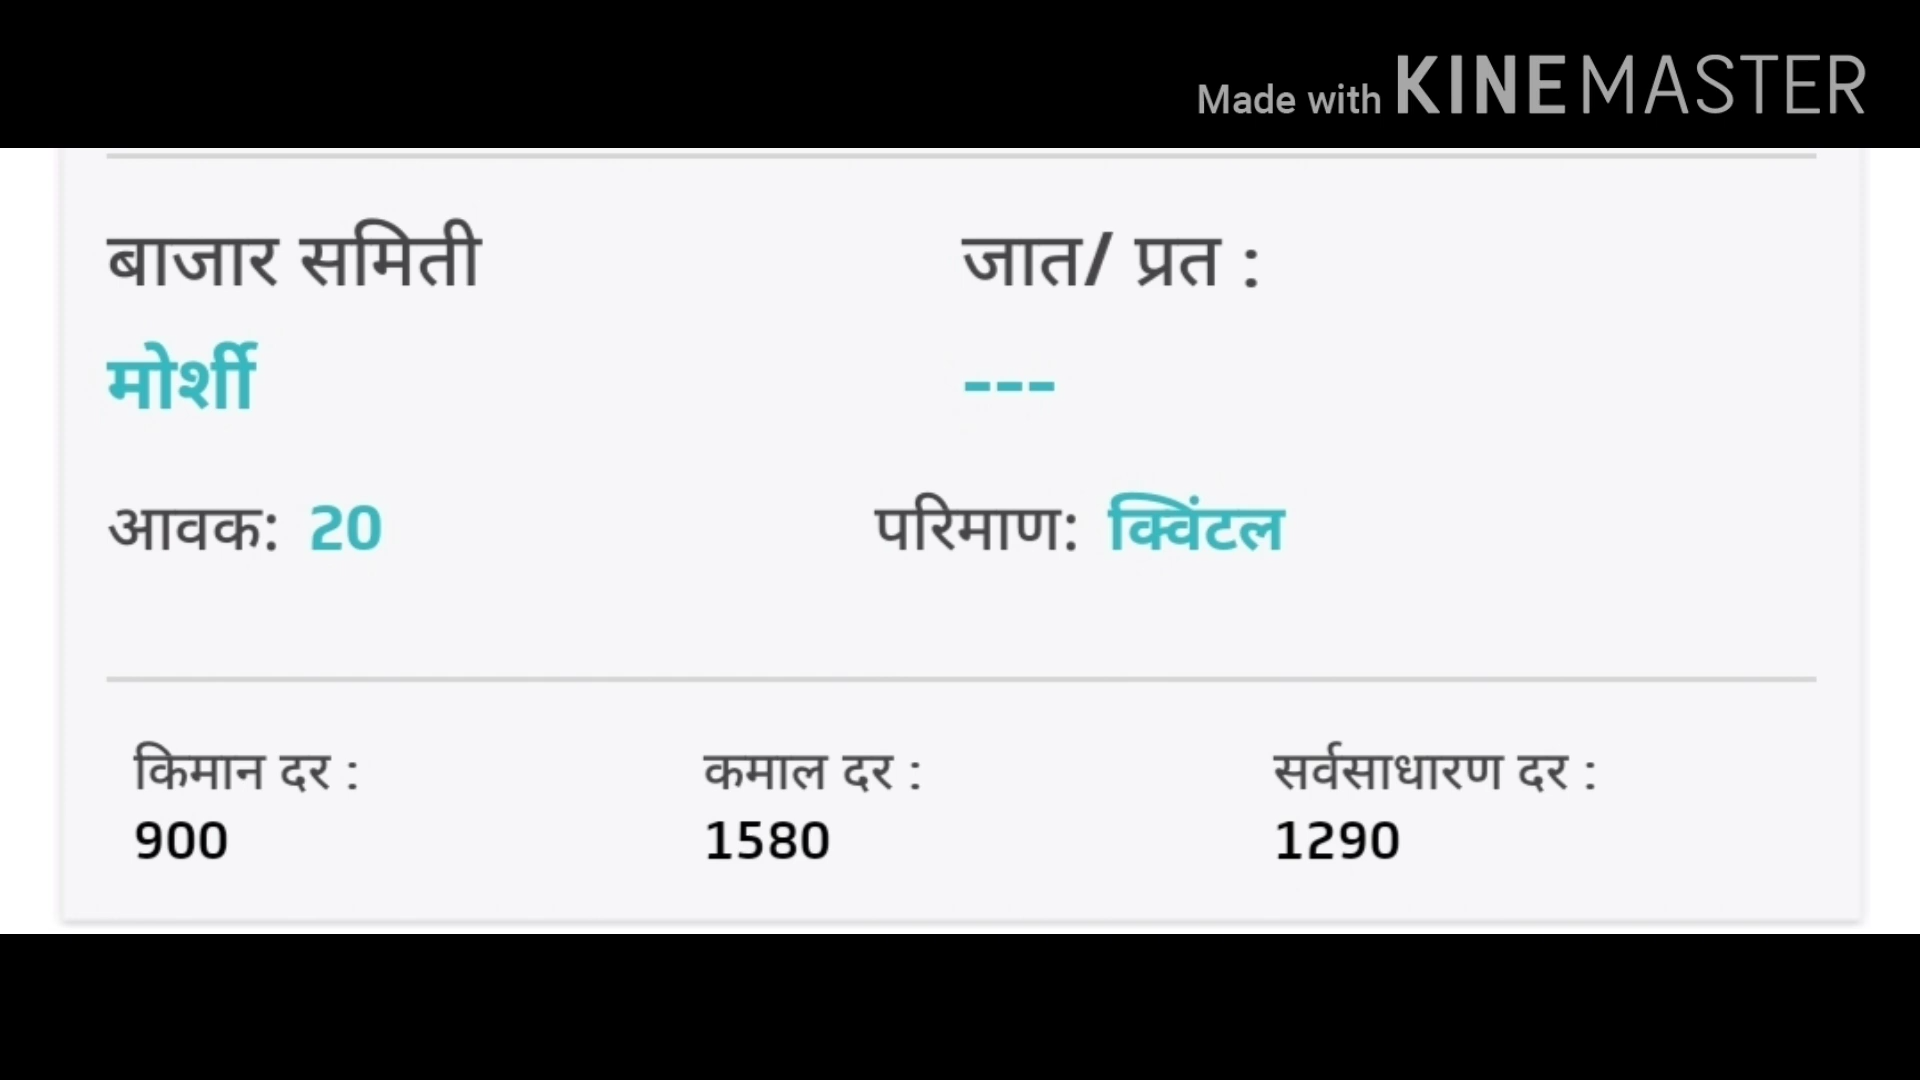 Made with KINEMASTER
बाजार समिती जात/ प्रत :
मोर्शी ---
आवक: 20 परिमाण: क्विंटल
किमान दर : कमाल दर : सर्वसाधारण दर :
900 1580 1290